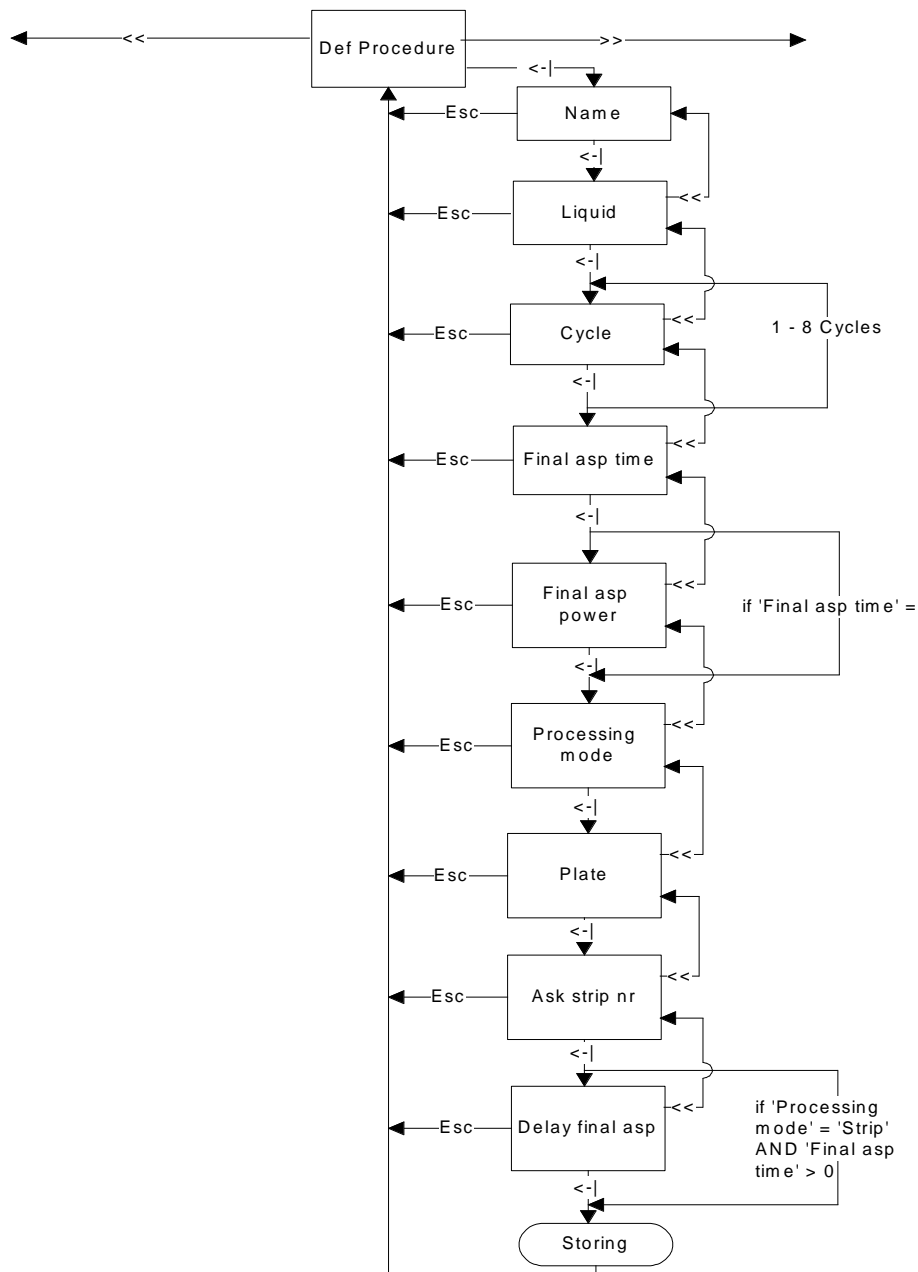 <<
Def Procedure
>>
<-|
Esc
Name
<-|
<<
Esc
Liquid
<-|
<<
Esc
Cycle
1 - 8 Cycles
<-|
<<
Esc
Final asp time
<-|
<<
Esc
Final asp
power
if 'Final asp time' =
<-|
<<
Esc
Processing
mode
<-|
<<
Esc
Plate
<-|
<<
Esc
Ask strip nr
<-|
<<
Esc
Delay final asp
if 'Processing
mode' = 'Strip'
AND 'Final asp
time' > 0
<-|
Storing